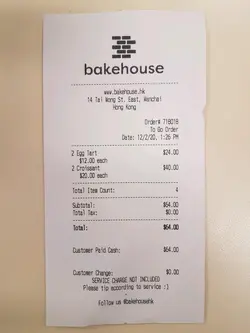 bakehouse
www.bakehouse.hk
14 Tai Wong St. East, Wanchai
Hong Kong
Order# 718018
To Go Order
Date: 12/2/20, 1:26 PM
2 Egg Tart $24.00
$12.00 each
2 Croissant $40.00
$20.00 each
Total Item Count: 4
Subtotal: $64.00
Total Tax: $0.00
Total: $64.00
Customer Paid Cash: $64.00
Customer Change: $0.00
SERVICE CHARGE NOT INCLUDED
Please tip according to service :)
Follow us @bakehousehk